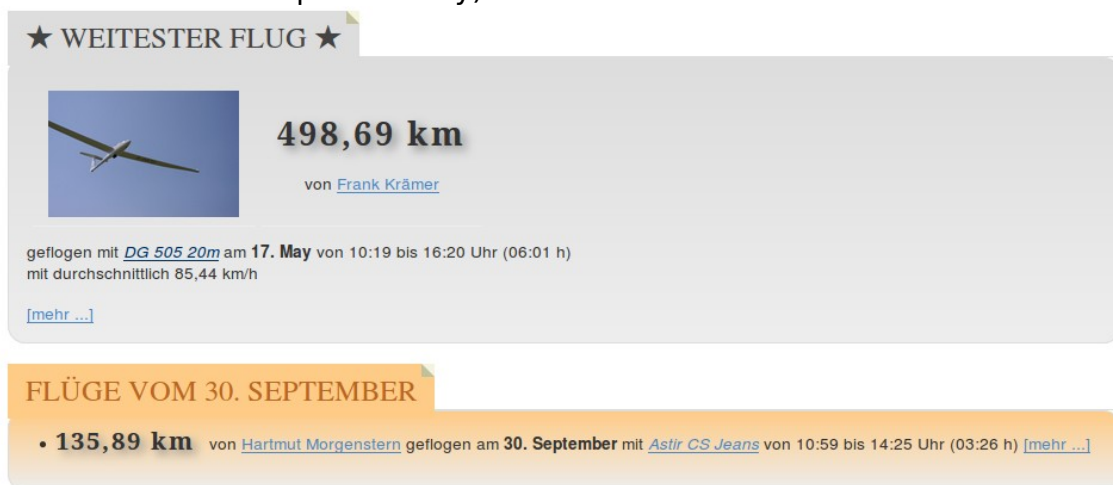 ★ WEITESTER FLUG ★
498,69 km
von Frank Krämer
geflogen mit DG 505 20m am 17. May von 10:19 bis 16:20 Uhr (06:01 h)
mit durchschnittlich 85,44 km/h
[mehr ...]
FLÜGE VOM 30. SEPTEMBER
• 135,89 km von Hartmut Morgenstern geflogen am 30. September mit Astir CS Jeans von 10:59 bis 14:25 Uhr (03:26 h) [mehr ...]